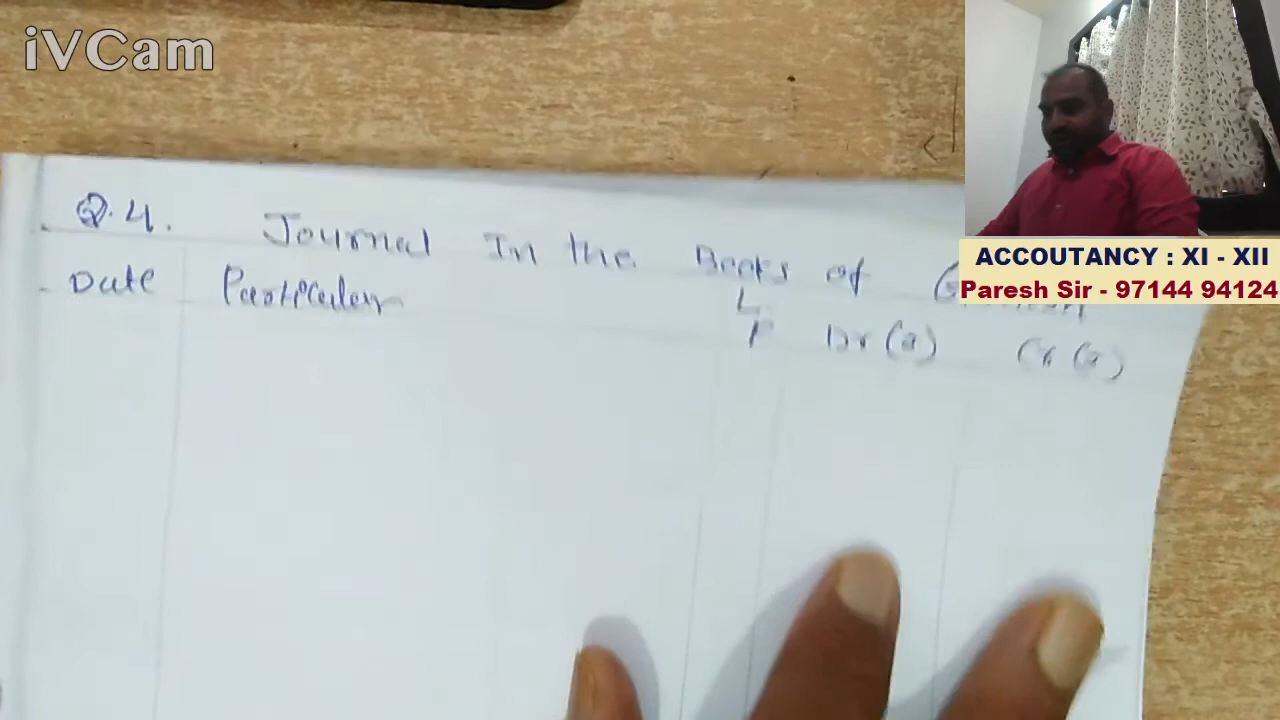 iVCam
Q.4. Journal In the Books of
Date Particular L.
F Dr (₹) Cr (₹)
ACCOUTANCY : XI - XII
Paresh Sir - 97144 94124